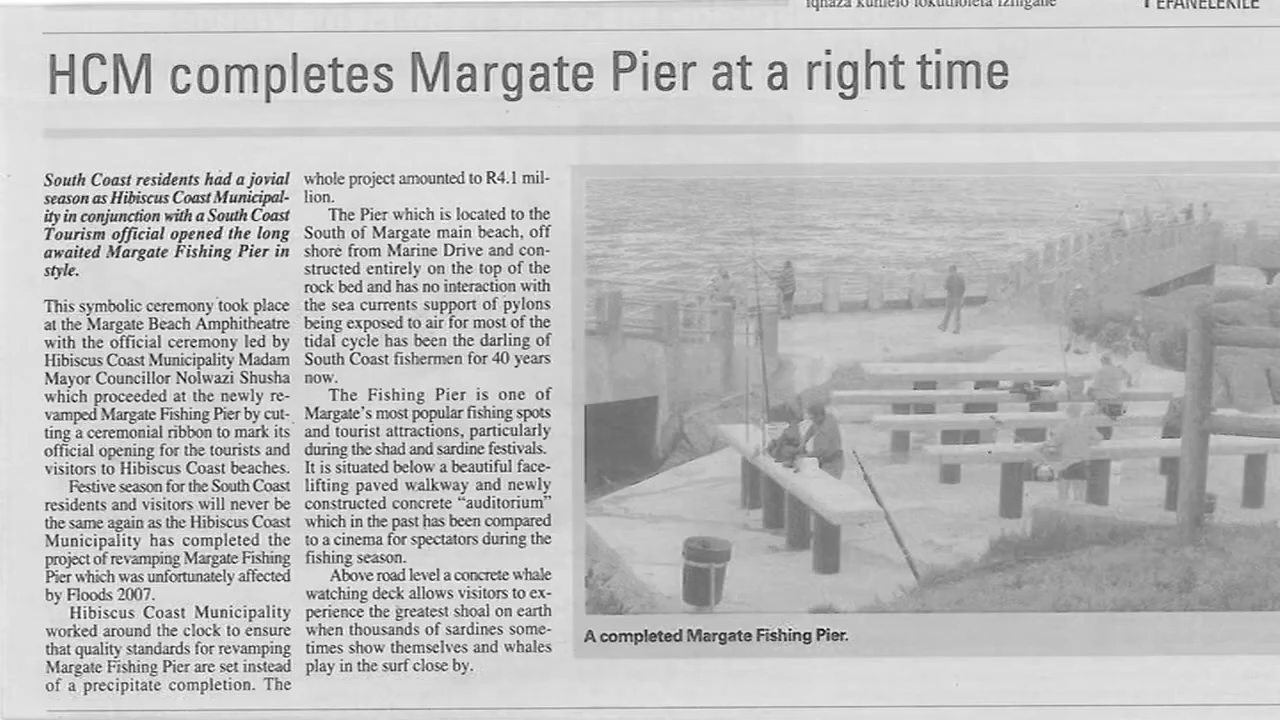 EFANELEKILE
HCM completes Margate Pier at a right time
South Coast residents had a jovial
season as Hibiscus Coast Municipal-
ity in conjunction with a South Coast
Tourism official opened the long
awaited Margate Fishing Pier in
style.
This symbolic ceremony took place
at the Margate Beach Amphitheatre
with the official ceremony led by
Hibiscus Coast Municipality Madam
Mayor Councillor Nolwazi Shusha
which proceeded at the newly re-
vamped Margate Fishing Pier by cut-
ting a ceremonial ribbon to mark its
official opening for the tourists and
visitors to Hibiscus Coast beaches.
Festive season for the South Coast
residents and visitors will never be
the same again as the Hibiscus Coast
Municipality has completed the
project of revamping Margate Fishing
Pier which was unfortunately affected
by Floods 2007.
Hibiscus Coast Municipality
worked around the clock to ensure
that quality standards for revamping
Margate Fishing Pier are set instead
of a precipitate completion. The
whole project amounted to R4.1 mil-
lion.
The Pier which is located to the
South of Margate main beach, off
shore from Marine Drive and con-
structed entirely on the top of the
rock bed and has no interaction with
the sea currents support of pylons
being exposed to air for most of the
tidal cycle has been the darling of
South Coast fishermen for 40 years
now.
The Fishing Pier is one of
Margate's most popular fishing spots
and tourist attractions, particularly
during the shad and sardine festivals.
It is situated below a beautiful face-
lifting paved walkway and newly
constructed concrete “auditorium”
which in the past has been compared
to a cinema for spectators during the
fishing season.
Above road level a concrete whale
watching deck allows visitors to ex-
perience the greatest shoal on earth
when thousands of sardines some-
times show themselves and whales
play in the surf close by.
A completed Margate Fishing Pier.